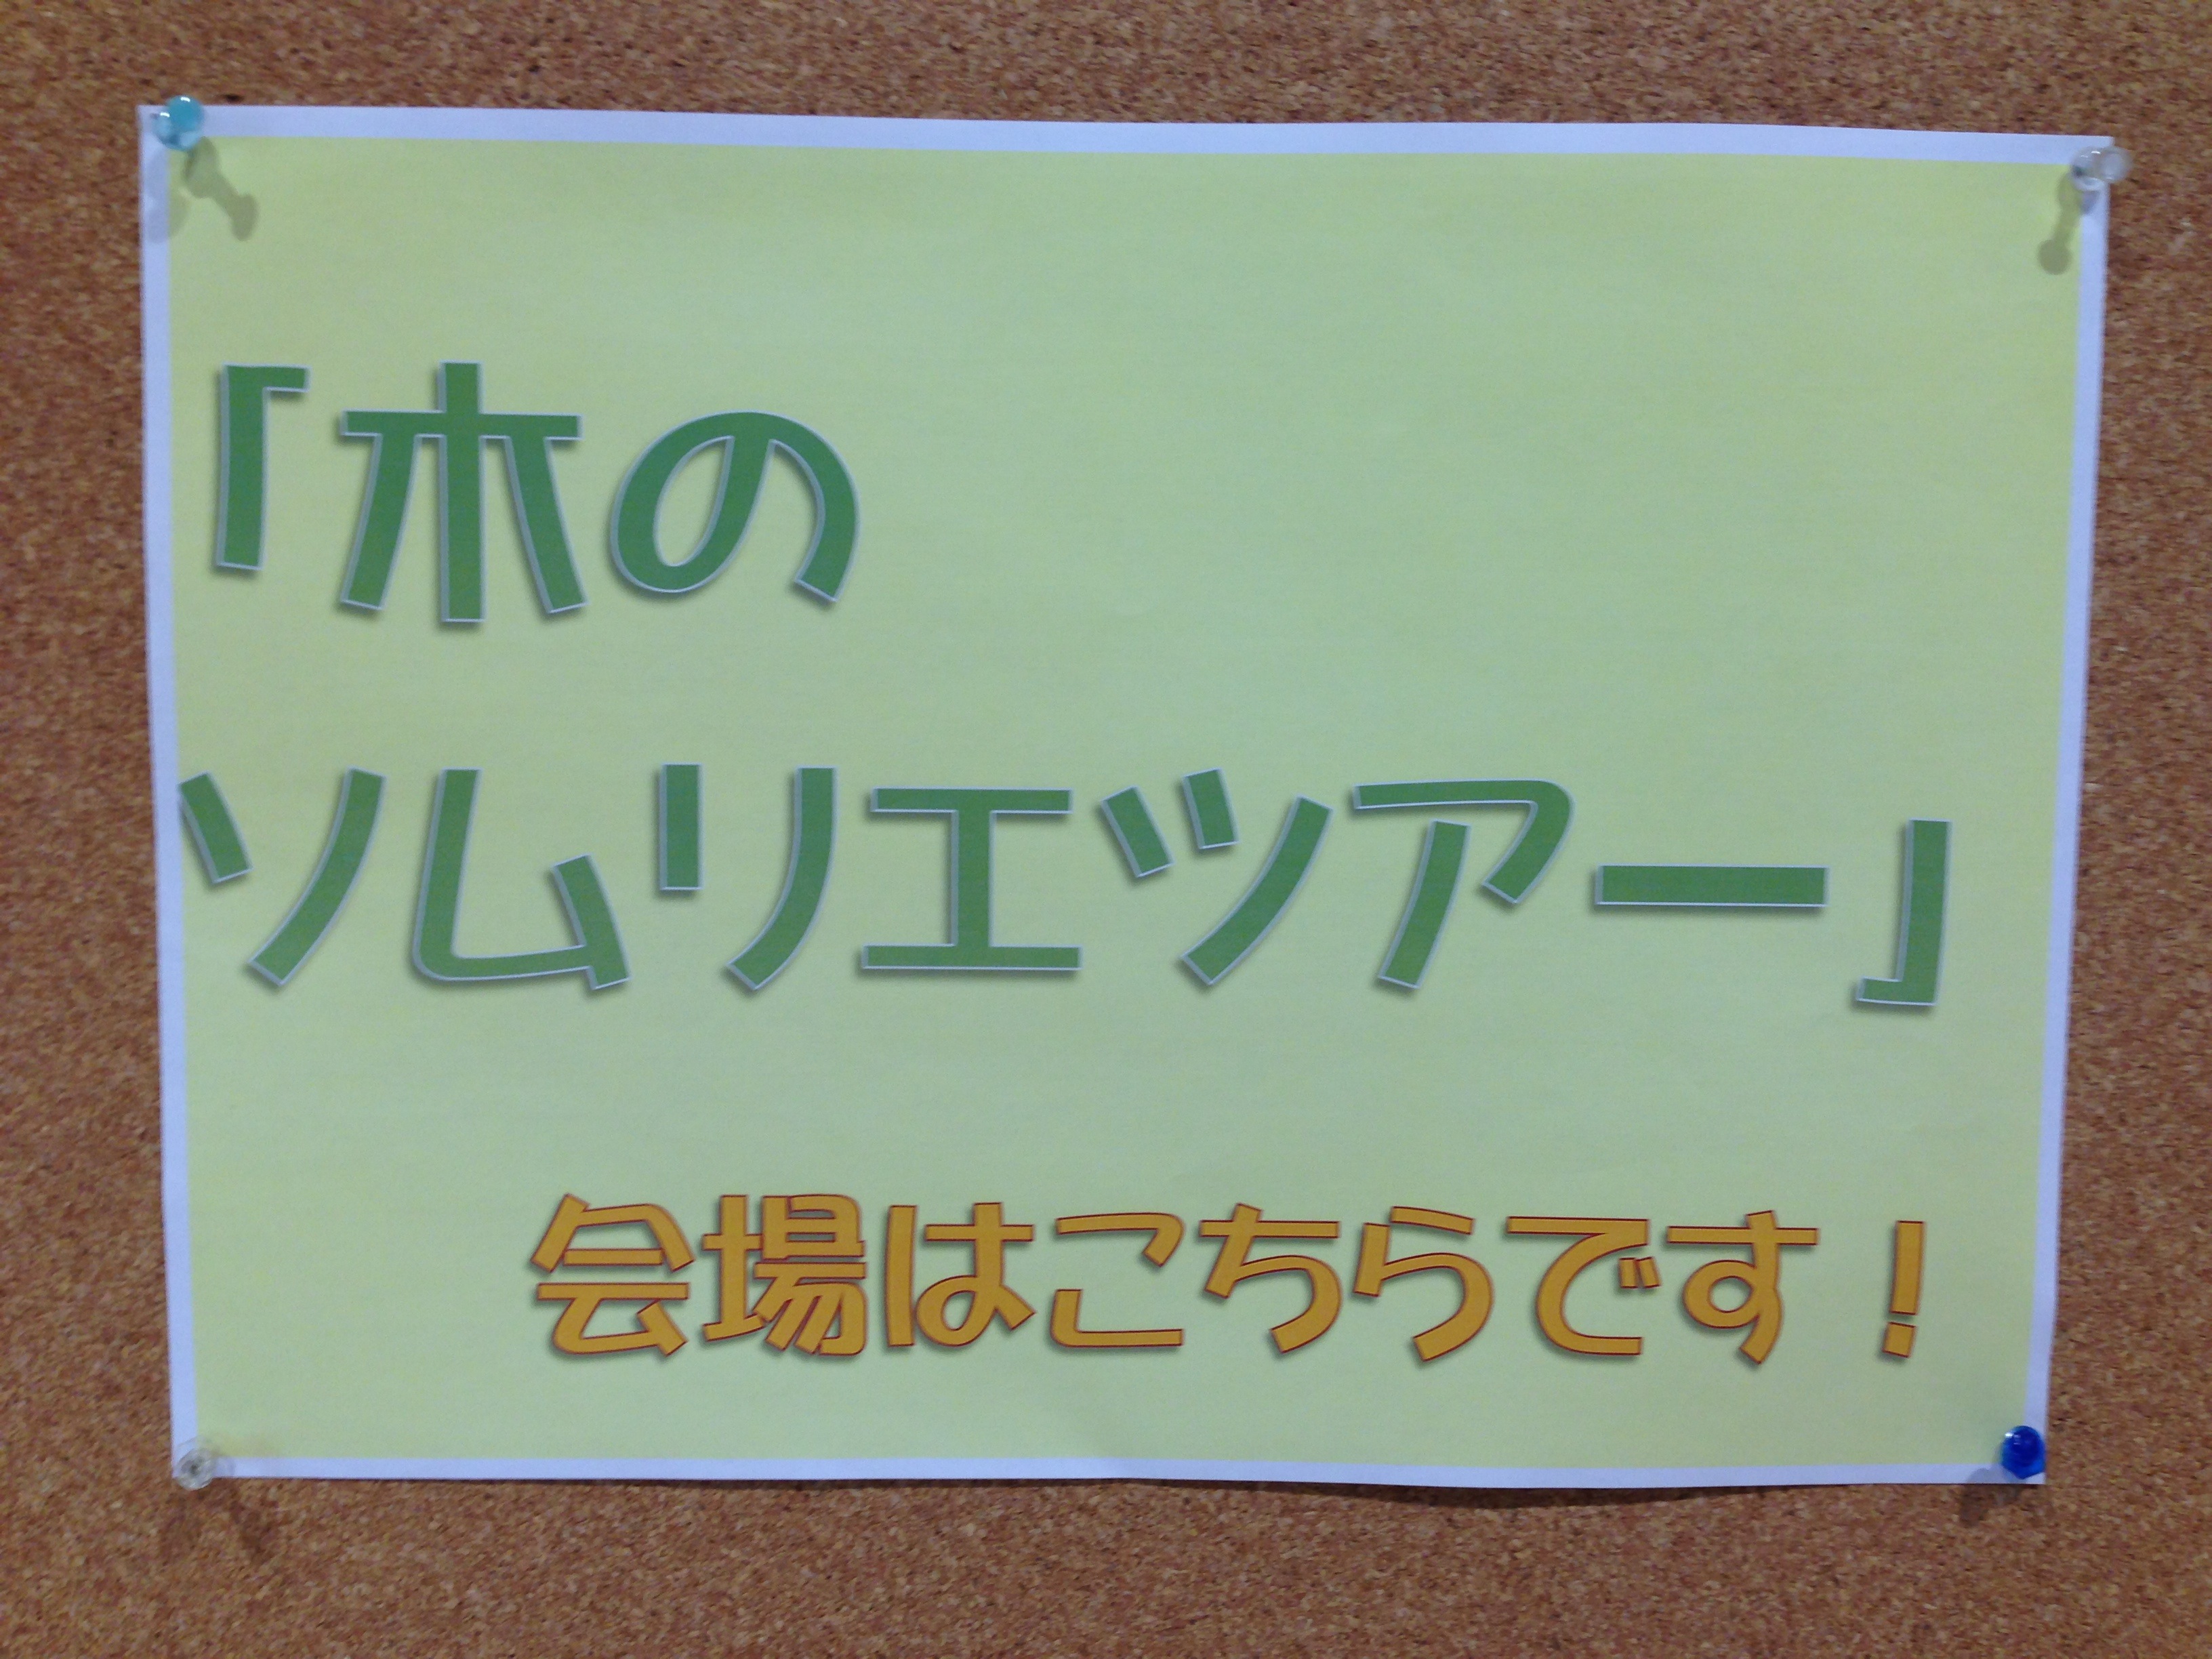 「木の
ソムリエツアー」
会場はこちらです！